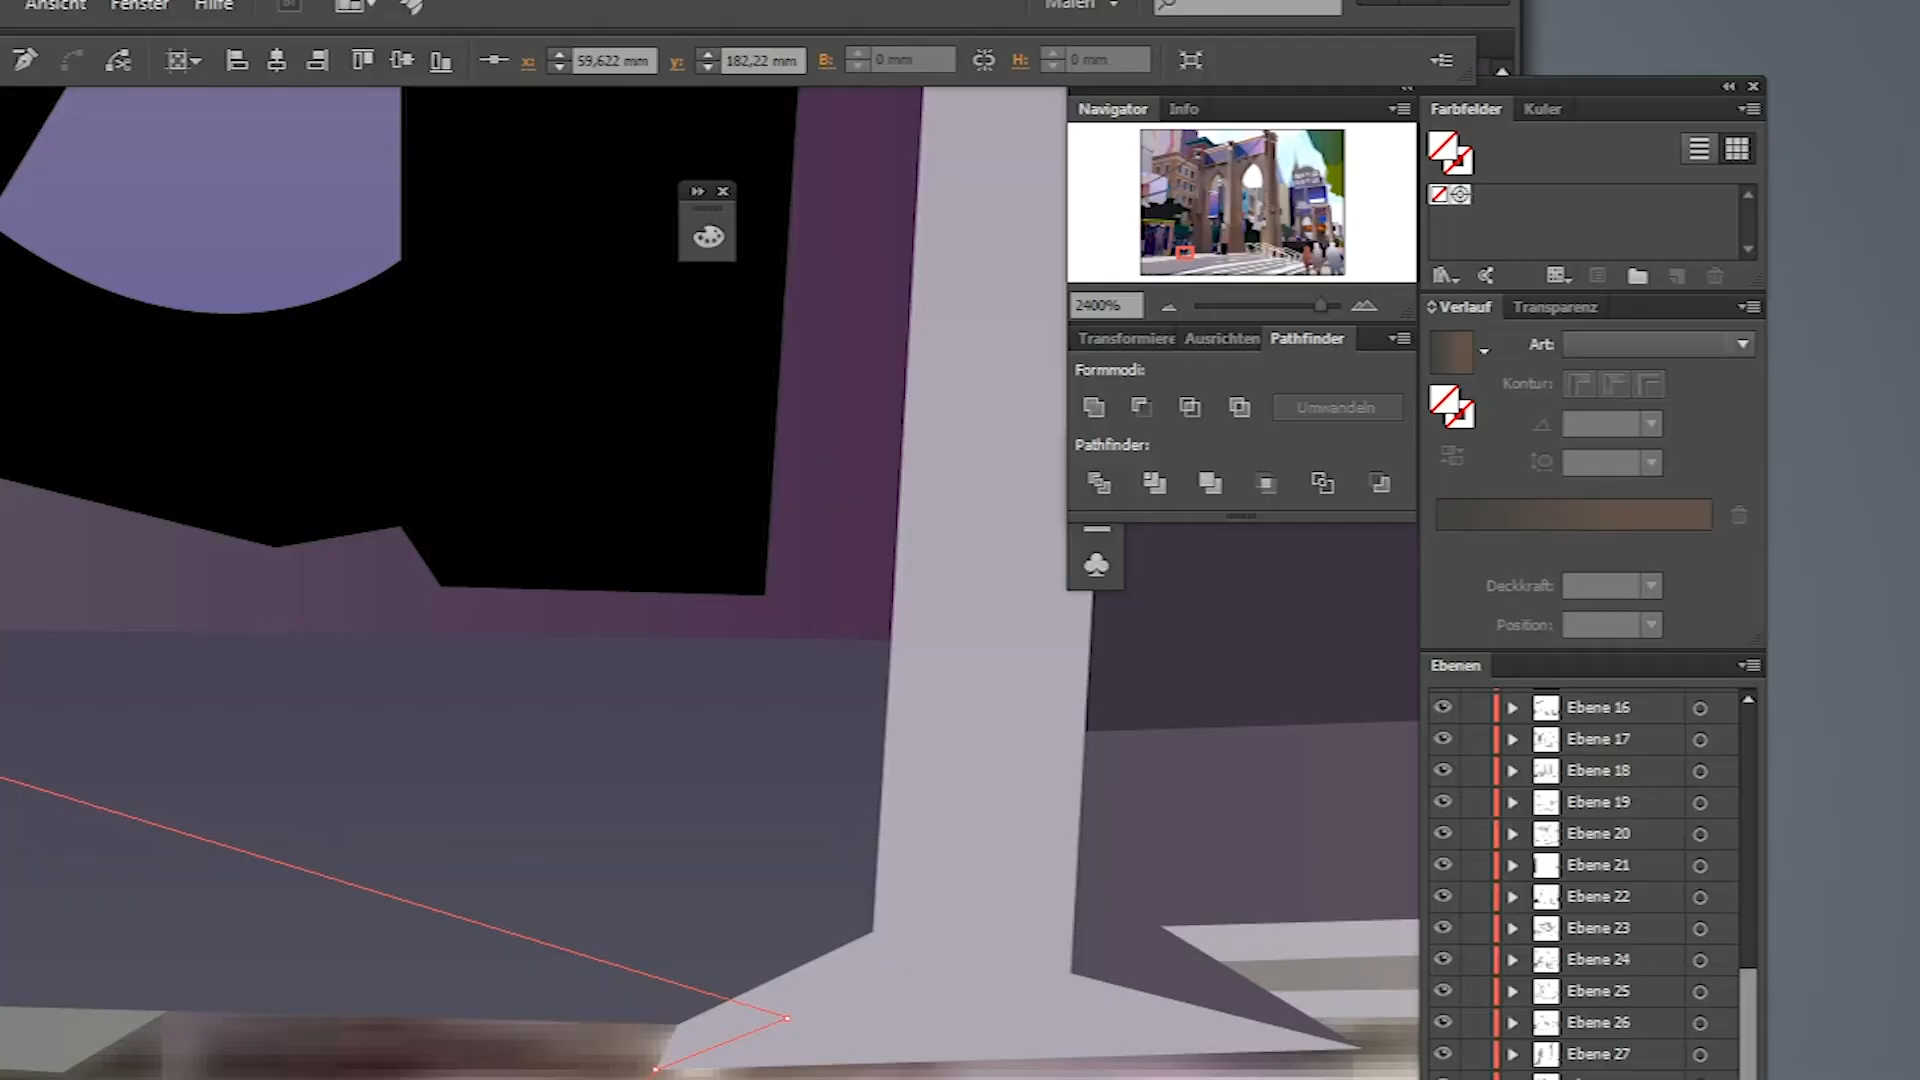 Ansicht Fenster Hilfe Malen
x: 59,622 mm y: 182,22 mm B: 0 mm H: 0 mm
Navigator Info
2400%
Transformiere Ausrichten Pathfinder
Formmodi:
Umwandeln
Pathfinder:
Farbfelder Kuler
Verlauf Transparenz
Art:
Kontur:
Deckkraft:
Position:
Ebenen
Ebene 16
Ebene 17
Ebene 18
Ebene 19
Ebene 20
Ebene 21
Ebene 22
Ebene 23
Ebene 24
Ebene 25
Ebene 26
Ebene 27